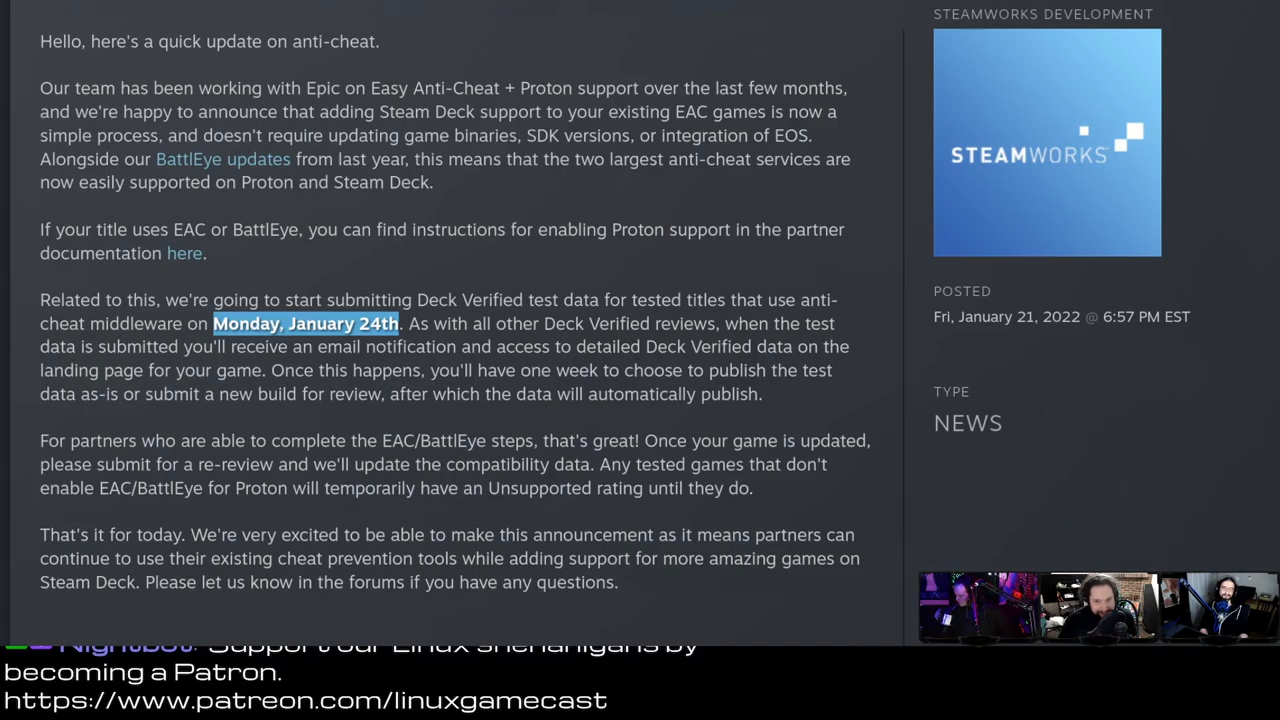 Hello, here's a quick update on anti-cheat.
Our team has been working with Epic on Easy Anti-Cheat + Proton support over the last few months,
and we're happy to announce that adding Steam Deck support to your existing EAC games is now a
simple process, and doesn't require updating game binaries, SDK versions, or integration of EOS.
Alongside our BattlEye updates from last year, this means that the two largest anti-cheat services are
now easily supported on Proton and Steam Deck.
If your title uses EAC or BattlEye, you can find instructions for enabling Proton support in the partner
documentation here.
Related to this, we're going to start submitting Deck Verified test data for tested titles that use anti-
cheat middleware on Monday, January 24th. As with all other Deck Verified reviews, when the test
data is submitted you'll receive an email notification and access to detailed Deck Verified data on the
landing page for your game. Once this happens, you'll have one week to choose to publish the test
data as-is or submit a new build for review, after which the data will automatically publish.
For partners who are able to complete the EAC/BattlEye steps, that's great! Once your game is updated,
please submit for a re-review and we'll update the compatibility data. Any tested games that don't
enable EAC/BattlEye for Proton will temporarily have an Unsupported rating until they do.
That's it for today. We're very excited to be able to make this announcement as it means partners can
continue to use their existing cheat prevention tools while adding support for more amazing games on
Steam Deck. Please let us know in the forums if you have any questions.
STEAMWORKS DEVELOPMENT
STEAMWORKS
POSTED
Fri, January 21, 2022 @ 6:57 PM EST
TYPE
NEWS
Nightbot: Support our Linux shenanigans by
becoming a Patron.
https://www.patreon.com/linuxgamecast